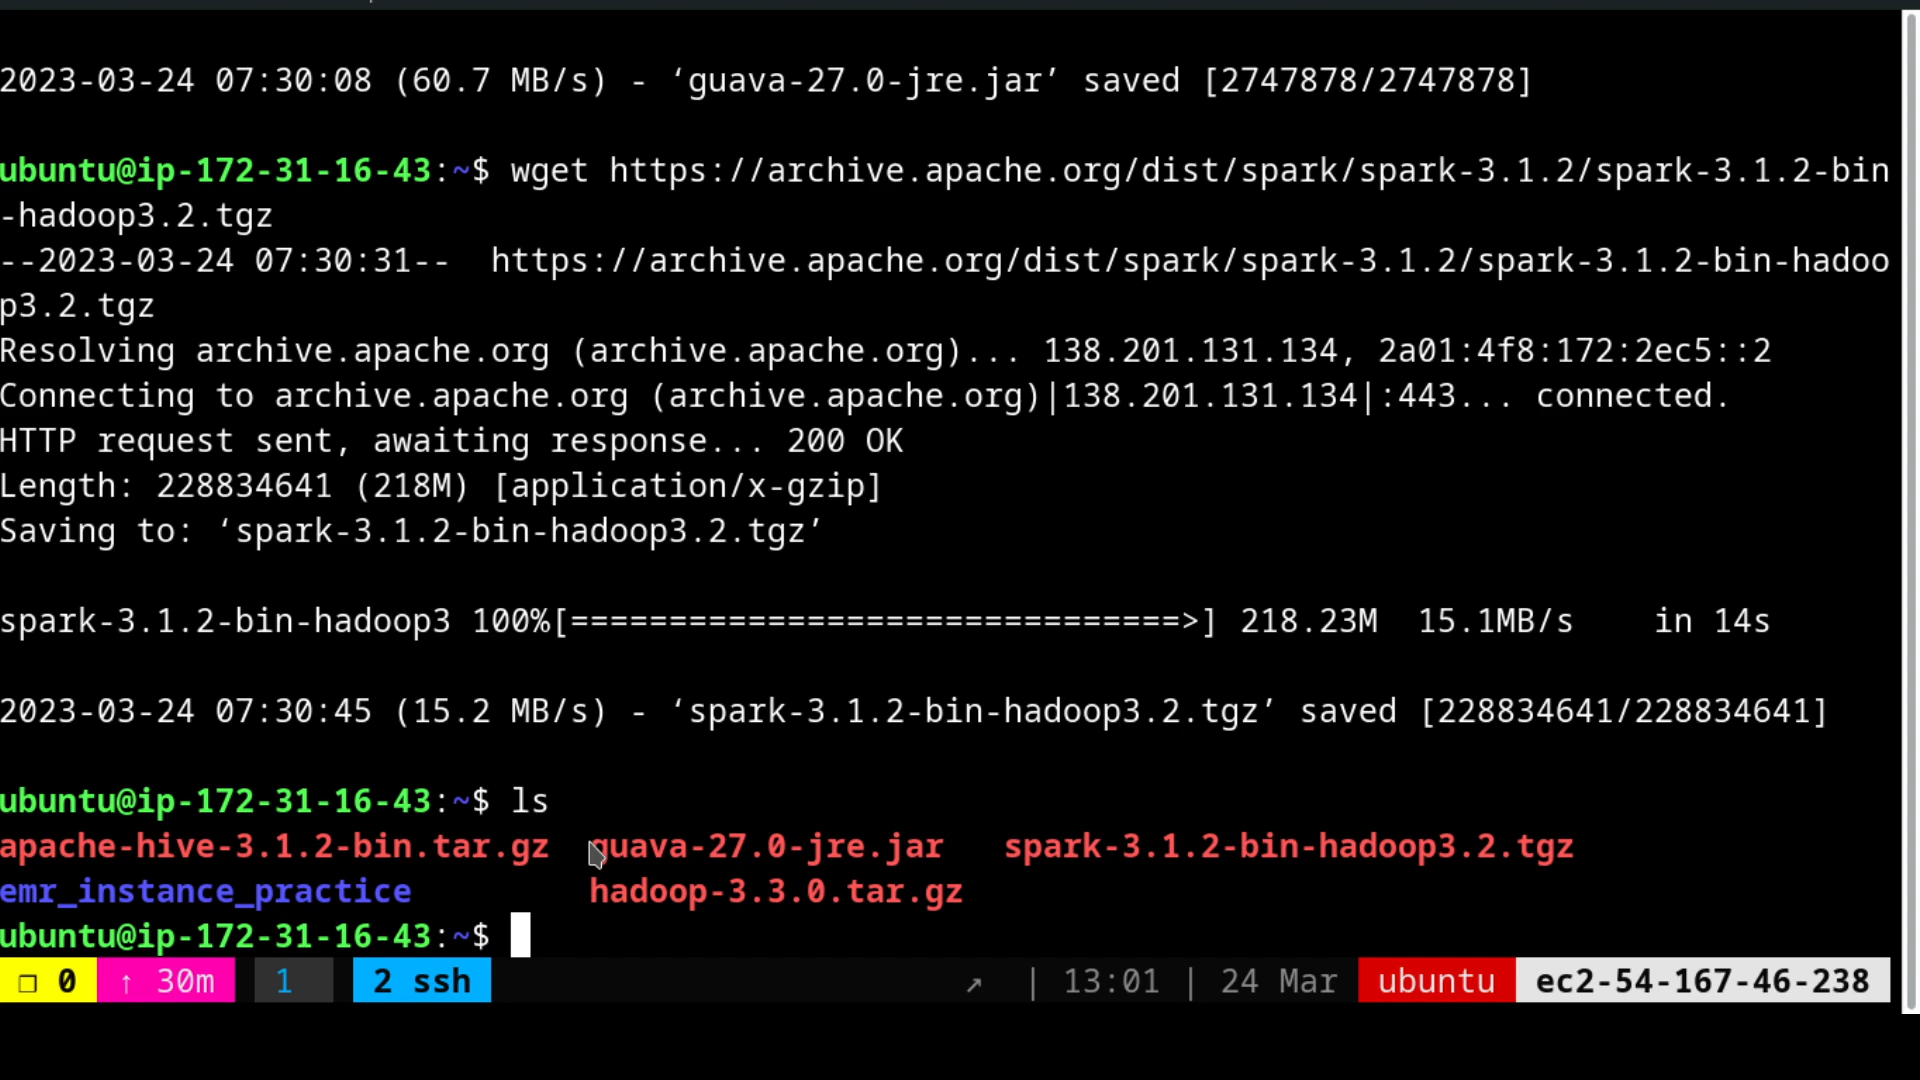 2023-03-24 07:30:08 (60.7 MB/s) - ‘guava-27.0-jre.jar’ saved [2747878/2747878]
ubuntu@ip-172-31-16-43:~$ wget https://archive.apache.org/dist/spark/spark-3.1.2/spark-3.1.2-bin
-hadoop3.2.tgz
--2023-03-24 07:30:31--  https://archive.apache.org/dist/spark/spark-3.1.2/spark-3.1.2-bin-hadoo
p3.2.tgz
Resolving archive.apache.org (archive.apache.org)... 138.201.131.134, 2a01:4f8:172:2ec5::2
Connecting to archive.apache.org (archive.apache.org)|138.201.131.134|:443... connected.
HTTP request sent, awaiting response... 200 OK
Length: 228834641 (218M) [application/x-gzip]
Saving to: ‘spark-3.1.2-bin-hadoop3.2.tgz’
spark-3.1.2-bin-hadoop3 100%[===============================>] 218.23M  15.1MB/s    in 14s
2023-03-24 07:30:45 (15.2 MB/s) - ‘spark-3.1.2-bin-hadoop3.2.tgz’ saved [228834641/228834641]
ubuntu@ip-172-31-16-43:~$ ls
apache-hive-3.1.2-bin.tar.gz  guava-27.0-jre.jar   spark-3.1.2-bin-hadoop3.2.tgz
emr_instance_practice         hadoop-3.3.0.tar.gz
ubuntu@ip-172-31-16-43:~$
❐ 0 ↑ 30m 1 2 ssh ↗ | 13:01 | 24 Mar ubuntu ec2-54-167-46-238